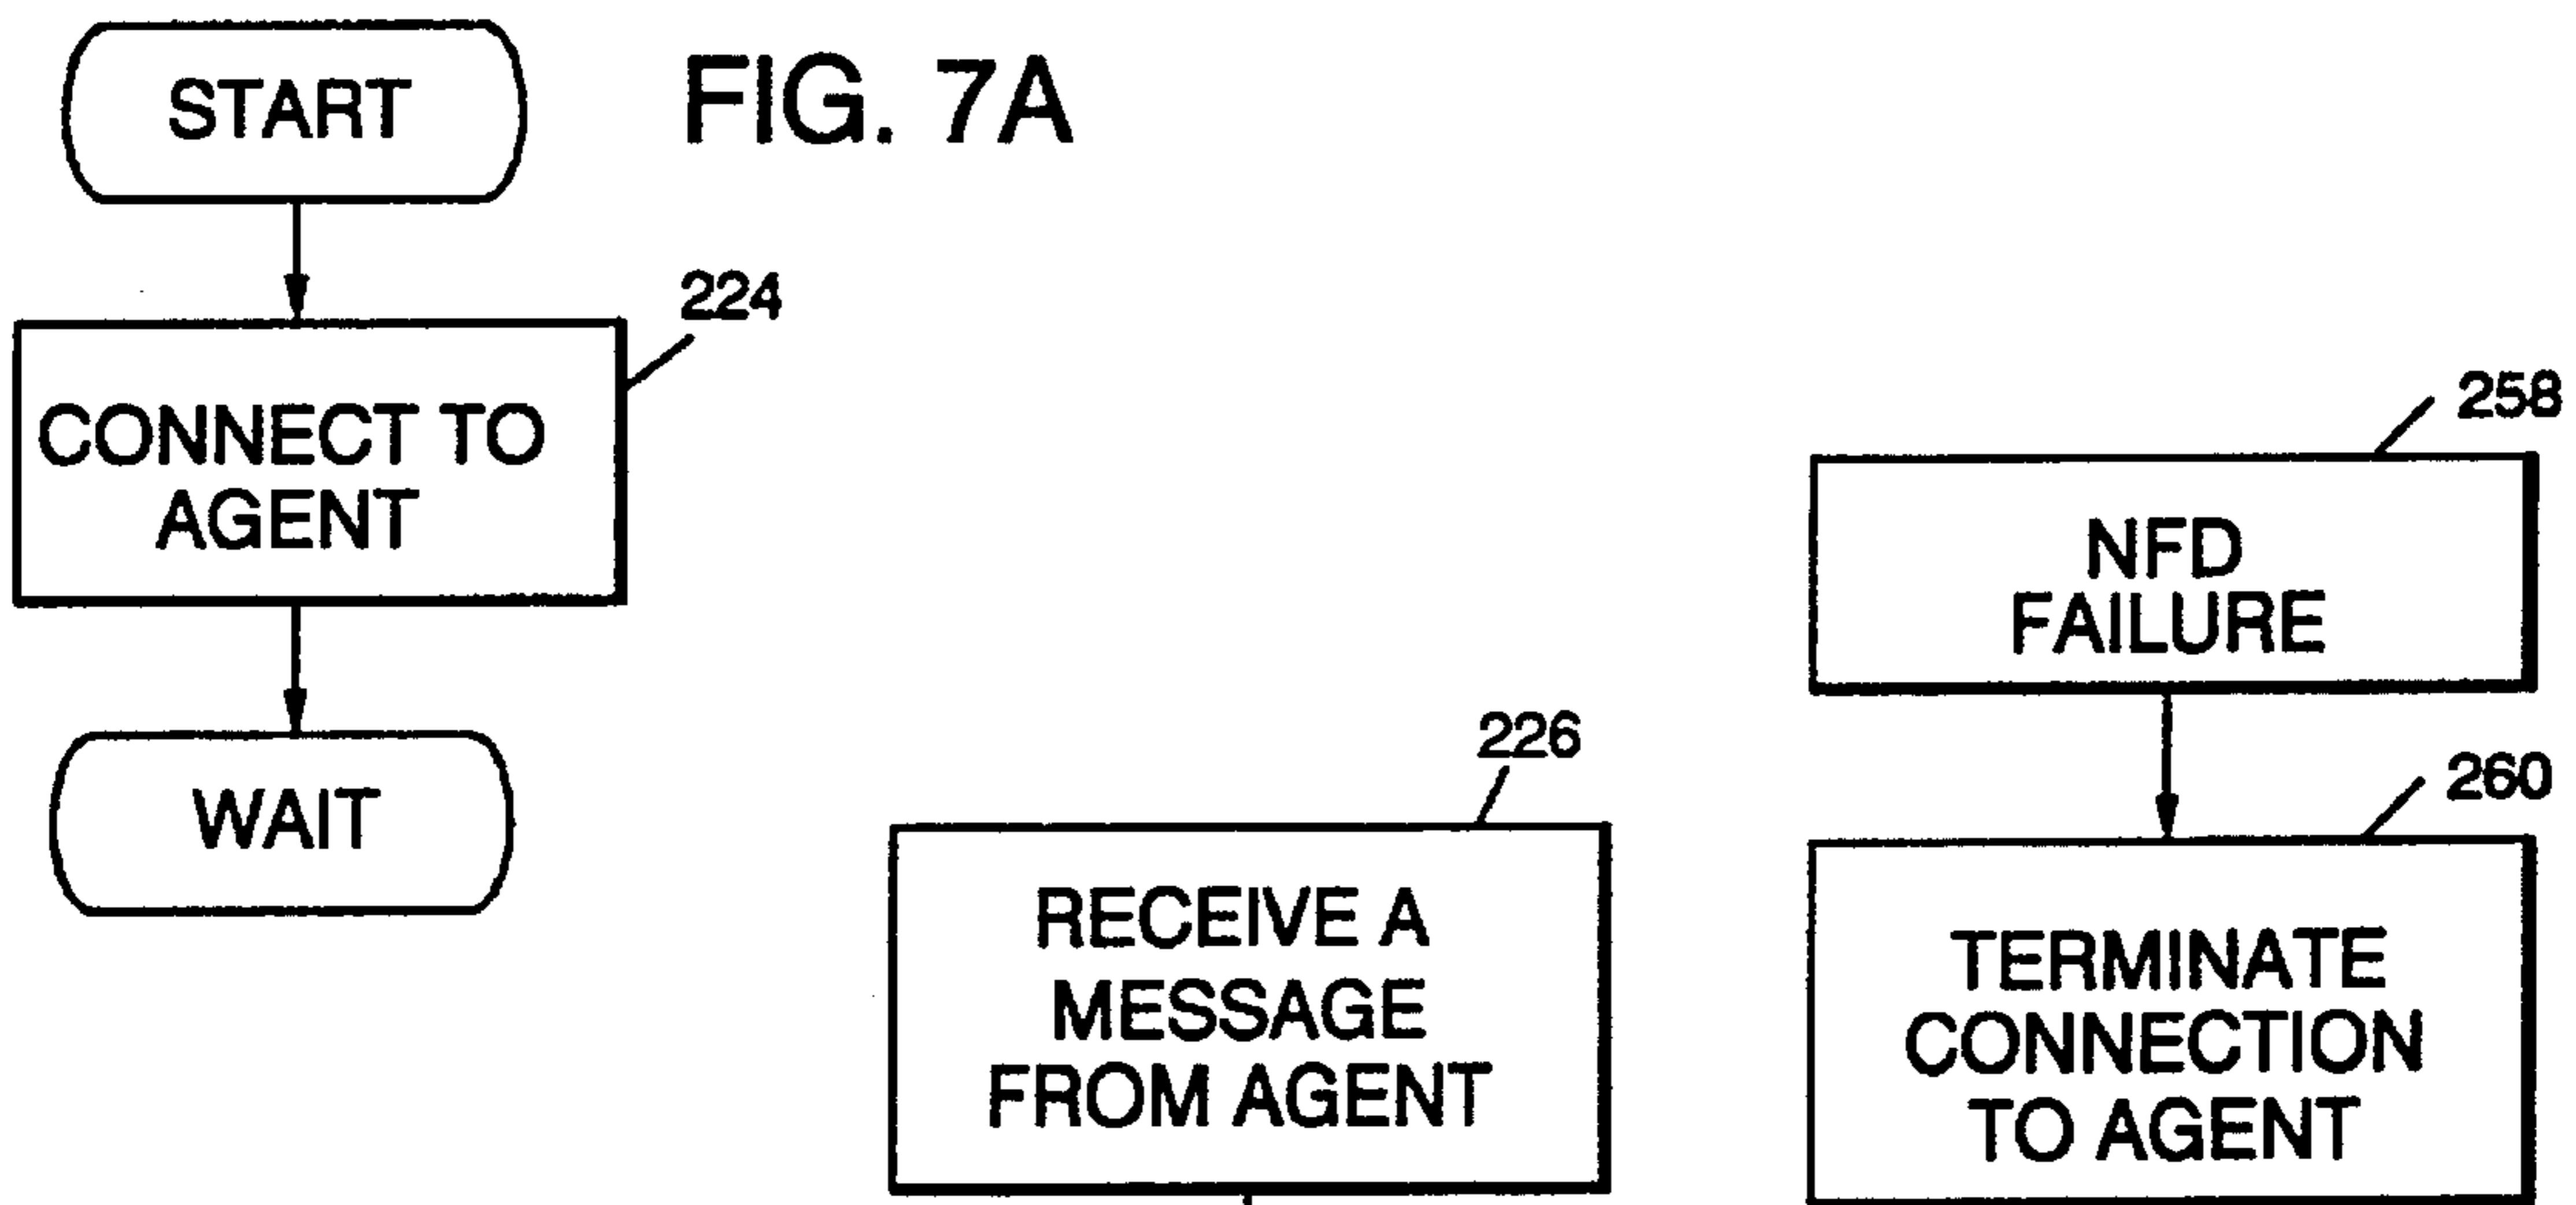 START
FIG. 7A
224
CONNECT TO
AGENT
WAIT
226
RECEIVE A
MESSAGE
FROM AGENT
258
NFD
FAILURE
260
TERMINATE
CONNECTION
TO AGENT